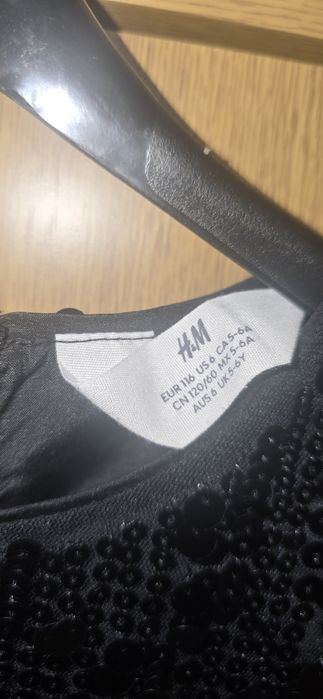 H&M
EUR 116 US 6 CA 5-6A
CN 120/60 MX 5-6A
AUS 6 UK 5-6Y